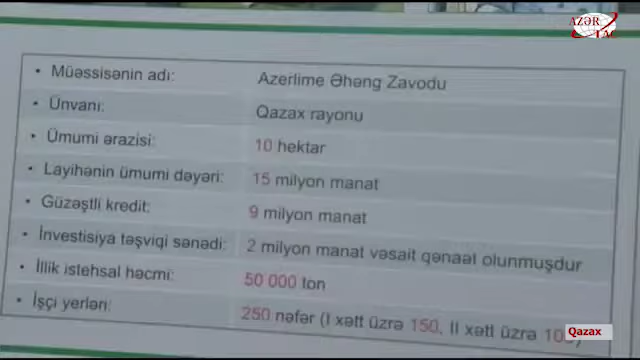 AZƏR
TAC
• Müəssisənin adı: Azerlime Əhəng Zavodu
• Ünvanı: Qazax rayonu
• Ümumi ərazisi: 10 hektar
• Layihənin ümumi dəyəri: 15 milyon manat
• Güzəştli kredit: 9 milyon manat
• İnvestisiya təşviqi sənədi: 2 milyon manat vəsait qənaət olunmuşdur
• İllik istehsal həcmi: 50 000 ton
• İşçi yerləri: 250 nəfər (I xətt üzrə 150, II xətt üzrə
Qazax